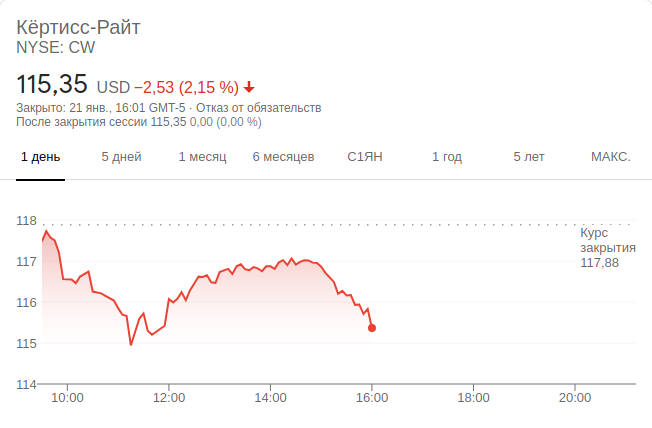 Кёртисс-Райт
NYSE: CW
115,35 USD −2,53 (2,15 %)
Закрыто: 21 янв., 16:01 GMT-5 · Отказ от обязательств
После закрытия сессии 115,35 0,00 (0,00 %)
1 день 5 дней 1 месяц 6 месяцев С1ЯН 1 год 5 лет МАКС.
118
Курс
закрытия
117,88
117
116
115
114
10:00 12:00 14:00 16:00 18:00 20:00